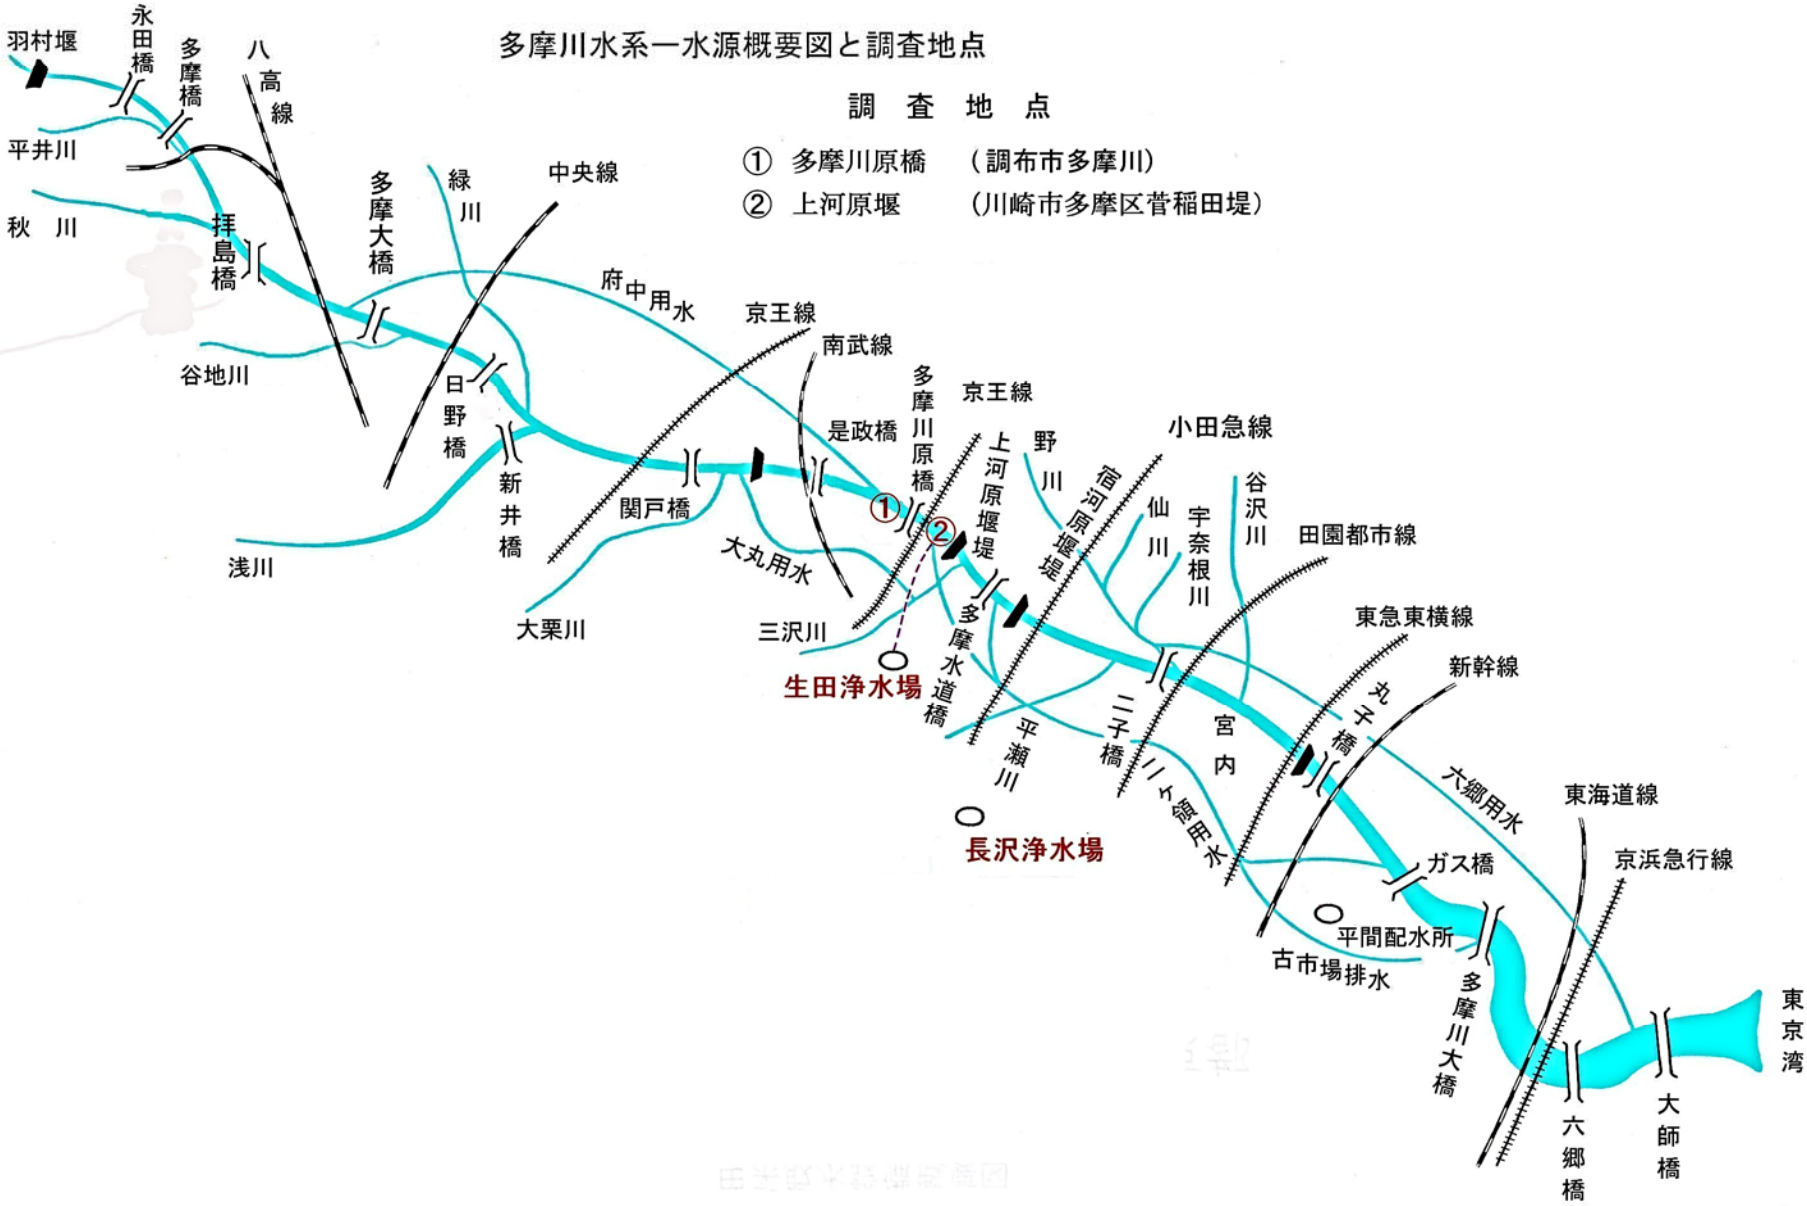 多摩川水系一水源概要図と調査地点
調査地点
① 多摩川原橋 （調布市多摩川）
② 上河原堰 （川崎市多摩区菅稲田堤）
羽村堰
永田橋
多摩橋
八高線
平井川
秋川
拝島橋
多摩大橋
緑川
中央線
府中用水
谷地川
日野橋
新井橋
浅川
京王線
南武線
是政橋
多摩川原橋
京王線
上河原堰堤
野川
宿河原堰堤
小田急線
仙川
宇奈根川
谷沢川
田園都市線
東急東横線
新幹線
関戸橋
大丸用水
大栗川
三沢川
①
②
生田浄水場
多摩水道橋
平瀬川
二子橋
宮内
丸子橋
二ヶ領用水
長沢浄水場
六郷用水
東海道線
京浜急行線
ガス橋
平間配水所
古市場排水
多摩川大橋
六郷橋
大師橋
東京湾